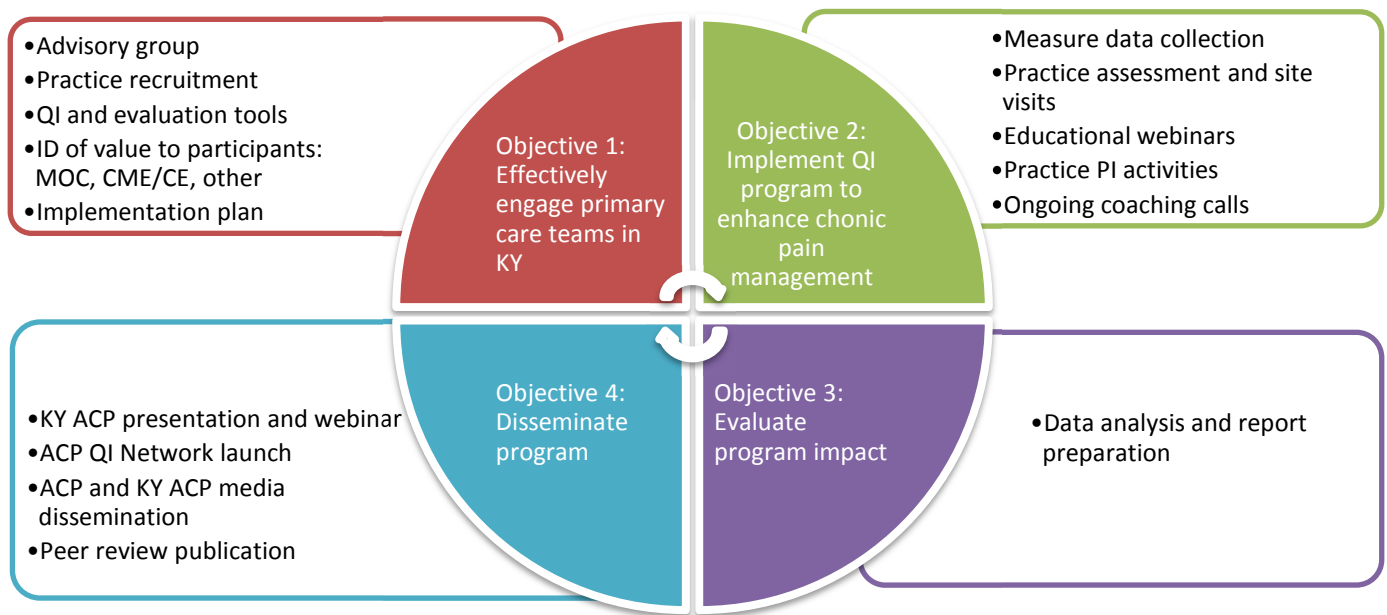 •Advisory group
•Practice recruitment
•QI and evaluation tools
•ID of value to participants:
MOC, CME/CE, other
•Implementation plan
Objective 1:
Effectively
engage primary
care teams in
KY
Objective 2:
Implement QI
program to
enhance chonic
pain
management
•Measure data collection
•Practice assessment and site
visits
•Educational webinars
•Practice PI activities
•Ongoing coaching calls
•KY ACP presentation and webinar
•ACP QI Network launch
•ACP and KY ACP media
dissemination
•Peer review publication
Objective 4:
Disseminate
program
Objective 3:
Evaluate
program impact
•Data analysis and report
preparation